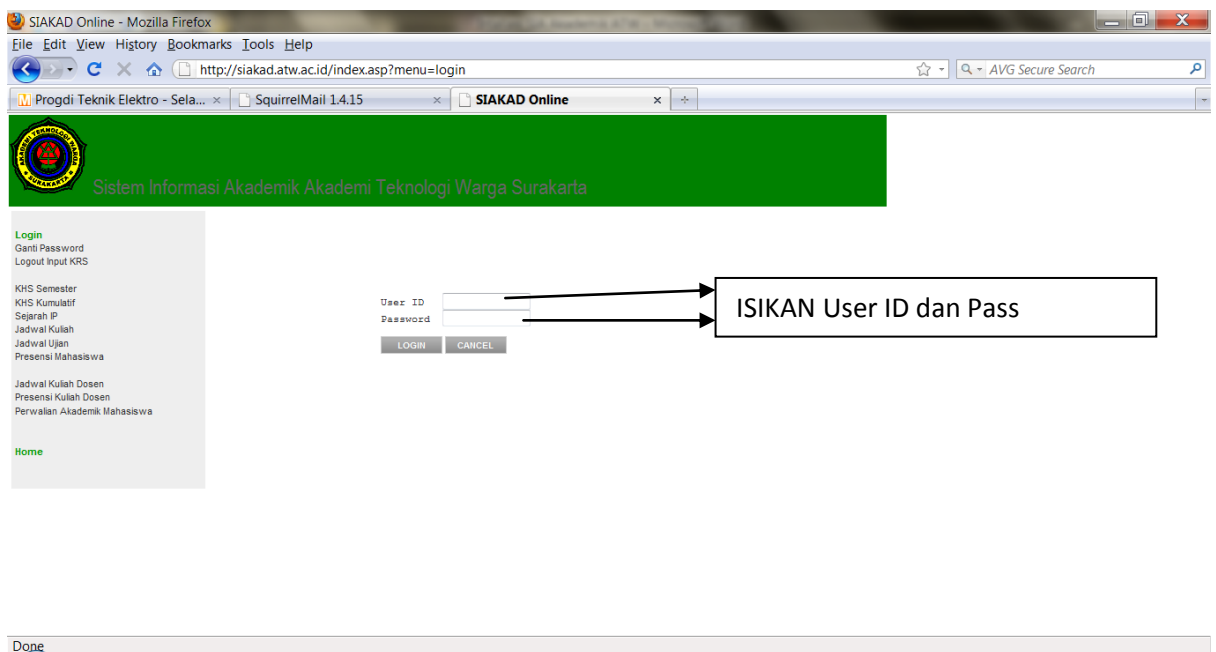 SIAKAD Online - Mozilla Firefox
File Edit View History Bookmarks Tools Help
http://siakad.atw.ac.id/index.asp?menu=login
AVG Secure Search
Progdi Teknik Elektro - Sela...
SquirrelMail 1.4.15
SIAKAD Online
AKADEMI TEKNOLOGI WARGA
SURAKARTA
Sistem Informasi Akademik Akademi Teknologi Warga Surakarta
Login
Ganti Password
Logout Input KRS
KHS Semester
KHS Kumulatif
Sejarah IP
Jadwal Kuliah
Jadwal Ujian
Presensi Mahasiswa
Jadwal Kuliah Dosen
Presensi Kuliah Dosen
Perwalian Akademik Mahasiswa
Home
User ID
Password
LOGIN CANCEL
ISIKAN User ID dan Pass
Done